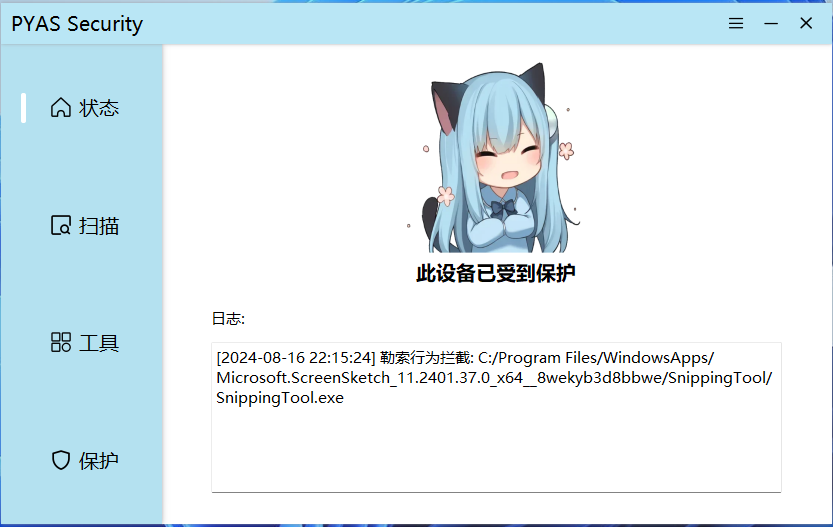 PYAS Security
状态
扫描
工具
保护
此设备已受到保护
日志:
[2024-08-16 22:15:24] 勒索行为拦截: C:/Program Files/WindowsApps/
Microsoft.ScreenSketch_11.2401.37.0_x64__8wekyb3d8bbwe/SnippingTool/
SnippingTool.exe